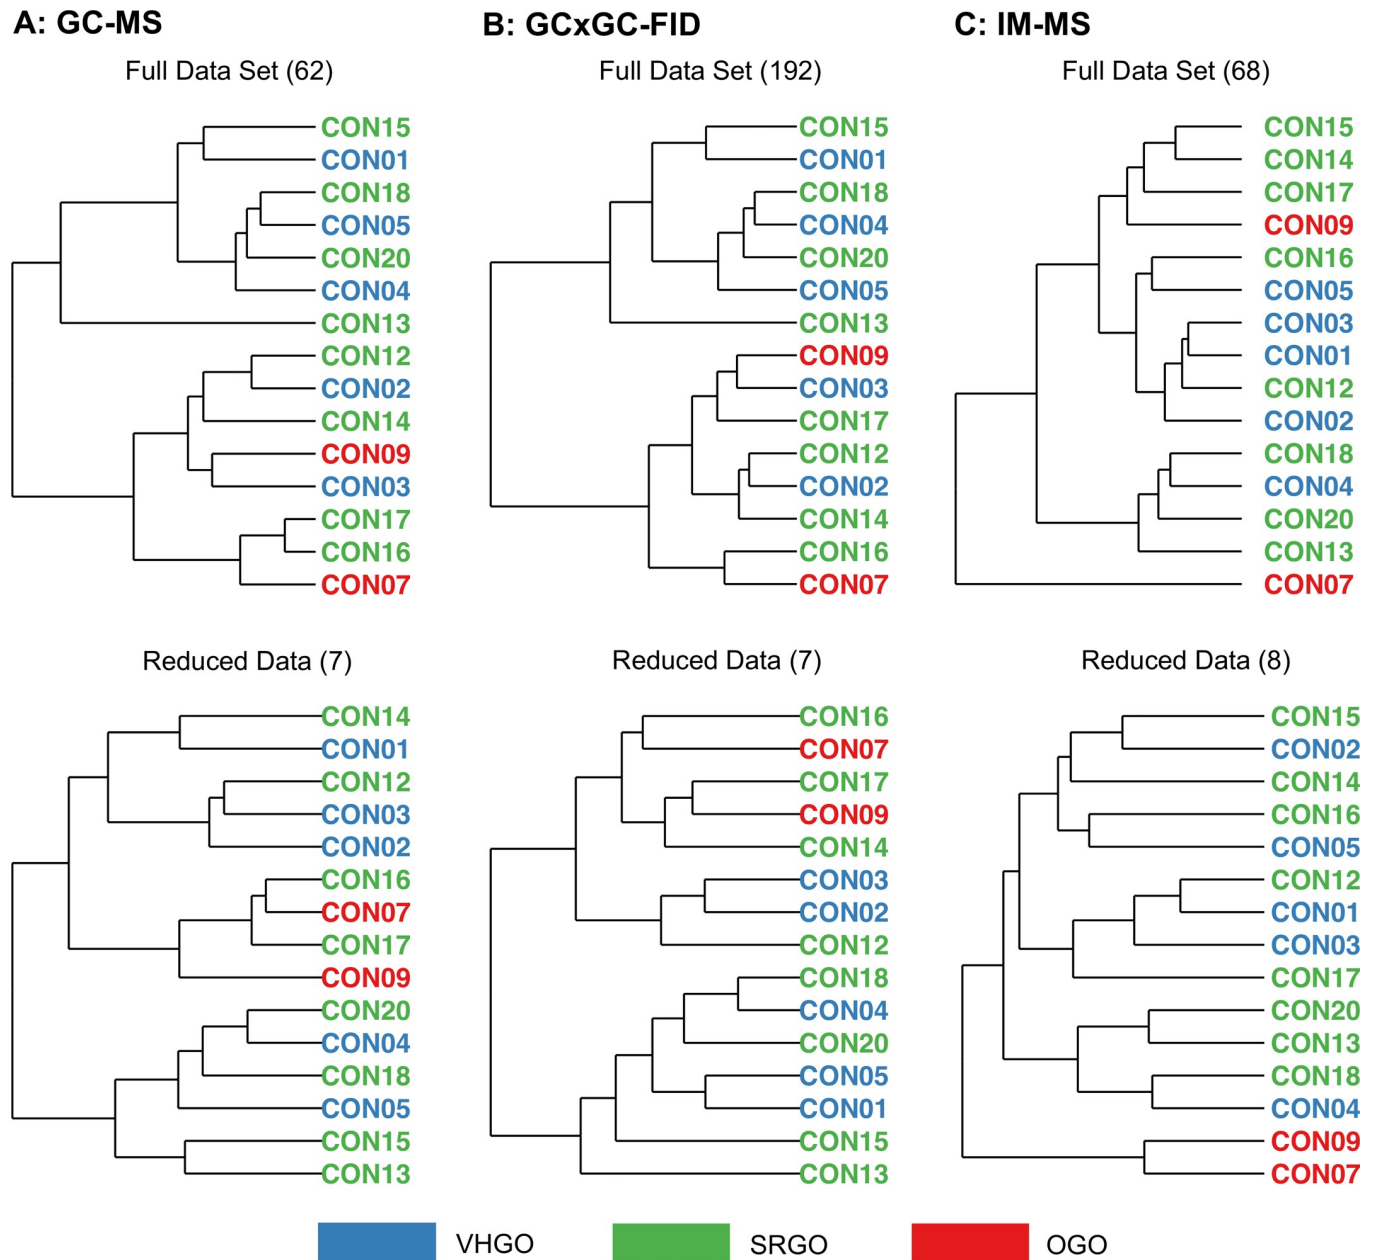 A: GC-MS
Full Data Set (62)
CON15
CON01
CON18
CON05
CON20
CON04
CON13
CON12
CON02
CON14
CON09
CON03
CON17
CON16
CON07
Reduced Data (7)
CON14
CON01
CON12
CON03
CON02
CON16
CON07
CON17
CON09
CON20
CON04
CON18
CON05
CON15
CON13
B: GCxGC-FID
Full Data Set (192)
CON15
CON01
CON18
CON04
CON20
CON05
CON13
CON09
CON03
CON17
CON12
CON02
CON14
CON16
CON07
Reduced Data (7)
CON16
CON07
CON17
CON09
CON14
CON03
CON02
CON12
CON18
CON04
CON20
CON05
CON01
CON15
CON13
C: IM-MS
Full Data Set (68)
CON15
CON14
CON17
CON09
CON16
CON05
CON03
CON01
CON12
CON02
CON18
CON04
CON20
CON13
CON07
Reduced Data (8)
CON15
CON02
CON14
CON16
CON05
CON12
CON01
CON03
CON17
CON20
CON13
CON18
CON04
CON09
CON07
VHGO
SRGO
OGO